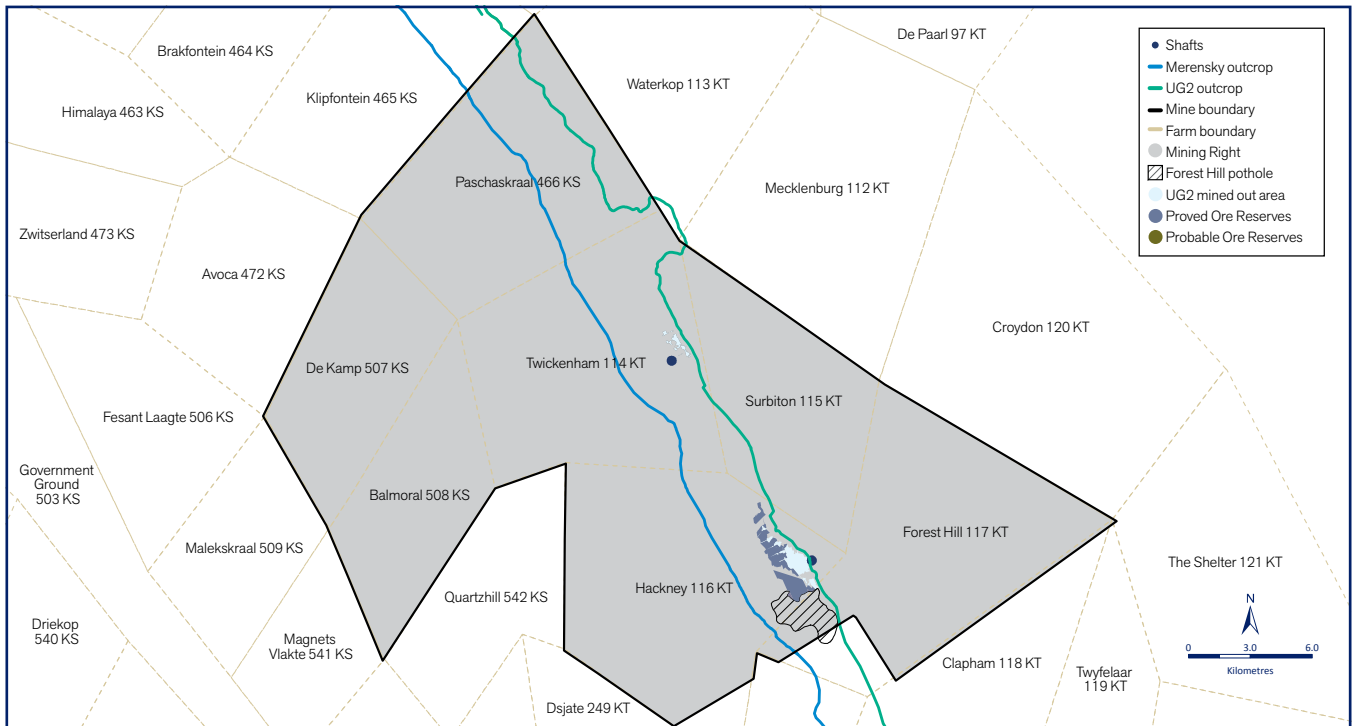 De Paarl 97 KT
Brakfontein 464 KS
Waterkop 113 KT
Klipfontein 465 KS
Himalaya 463 KS
Shafts
Merensky outcrop
UG2 outcrop
Mine boundary
Farm boundary
Mining Right
Forest Hill pothole
UG2 mined out area
Proved Ore Reserves
Probable Ore Reserves
Paschaskraal 466 KS
Mecklenburg 112 KT
Zwitserland 473 KS
Avoca 472 KS
Croydon 120 KT
Twickenham 114 KT
De Kamp 507 KS
Surbiton 115 KT
Fesant Laagte 506 KS
Government
Ground
503 KS
Balmoral 508 KS
Forest Hill 117 KT
Malekskraal 509 KS
The Shelter 121 KT
Hackney 116 KT
Quartzhill 542 KS
Driekop
540 KS
Magnets
Vlakte 541 KS
Clapham 118 KT
Twyfelaar
119 KT
Dsjate 249 KT
N
0 3.0 6.0
Kilometres